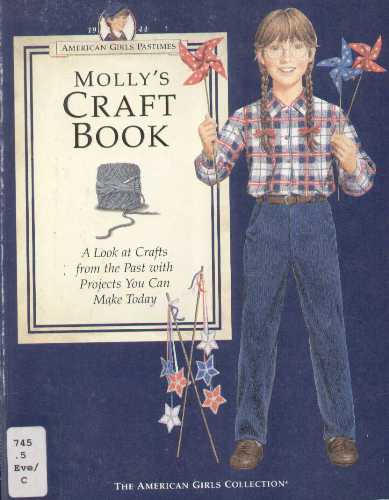 19 44
AMERICAN GIRLS PASTIMES
MOLLY'S
CRAFT
BOOK
A Look at Crafts
from the Past with
Projects You Can
Make Today
745
.5
Eve/
C
THE AMERICAN GIRLS COLLECTION®